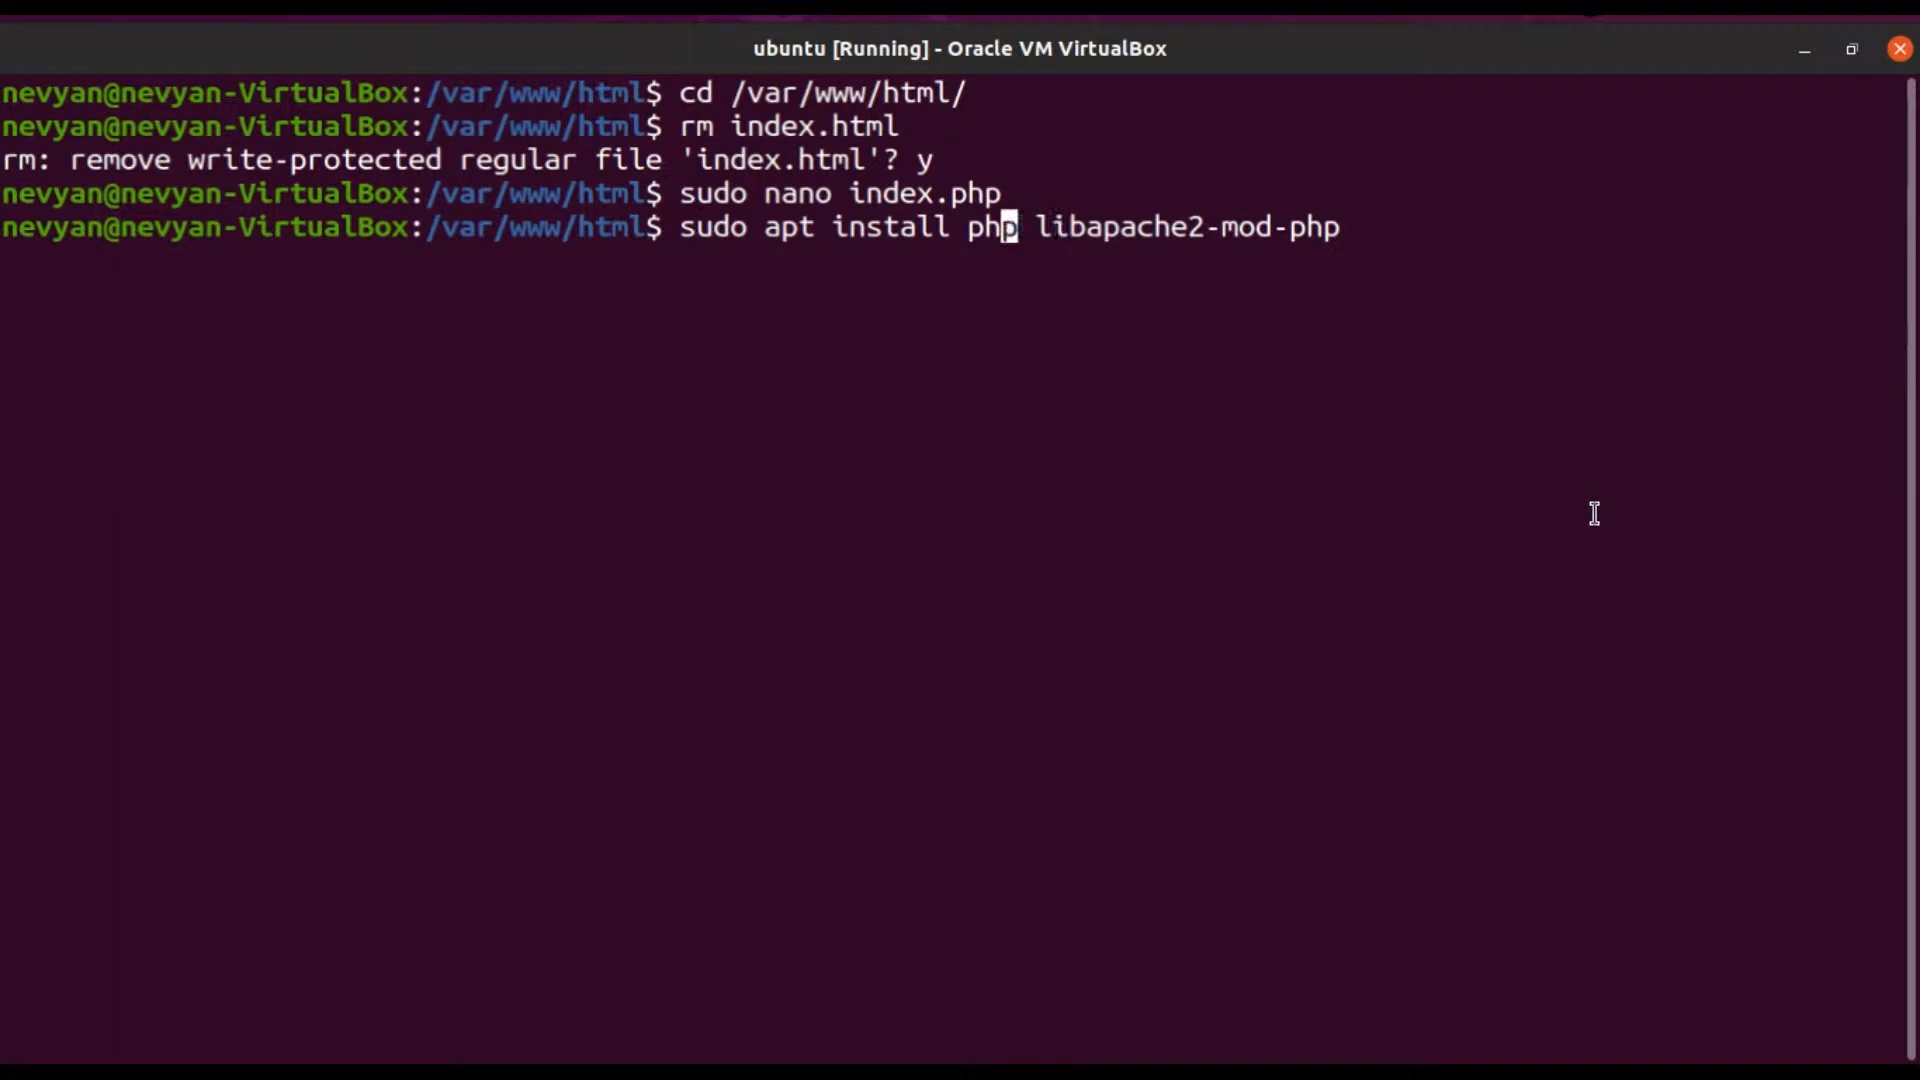 ubuntu [Running] - Oracle VM VirtualBox
nevyan@nevyan-VirtualBox:/var/www/html$ cd /var/www/html/
nevyan@nevyan-VirtualBox:/var/www/html$ rm index.html
rm: remove write-protected regular file 'index.html'? y
nevyan@nevyan-VirtualBox:/var/www/html$ sudo nano index.php
nevyan@nevyan-VirtualBox:/var/www/html$ sudo apt install php libapache2-mod-php